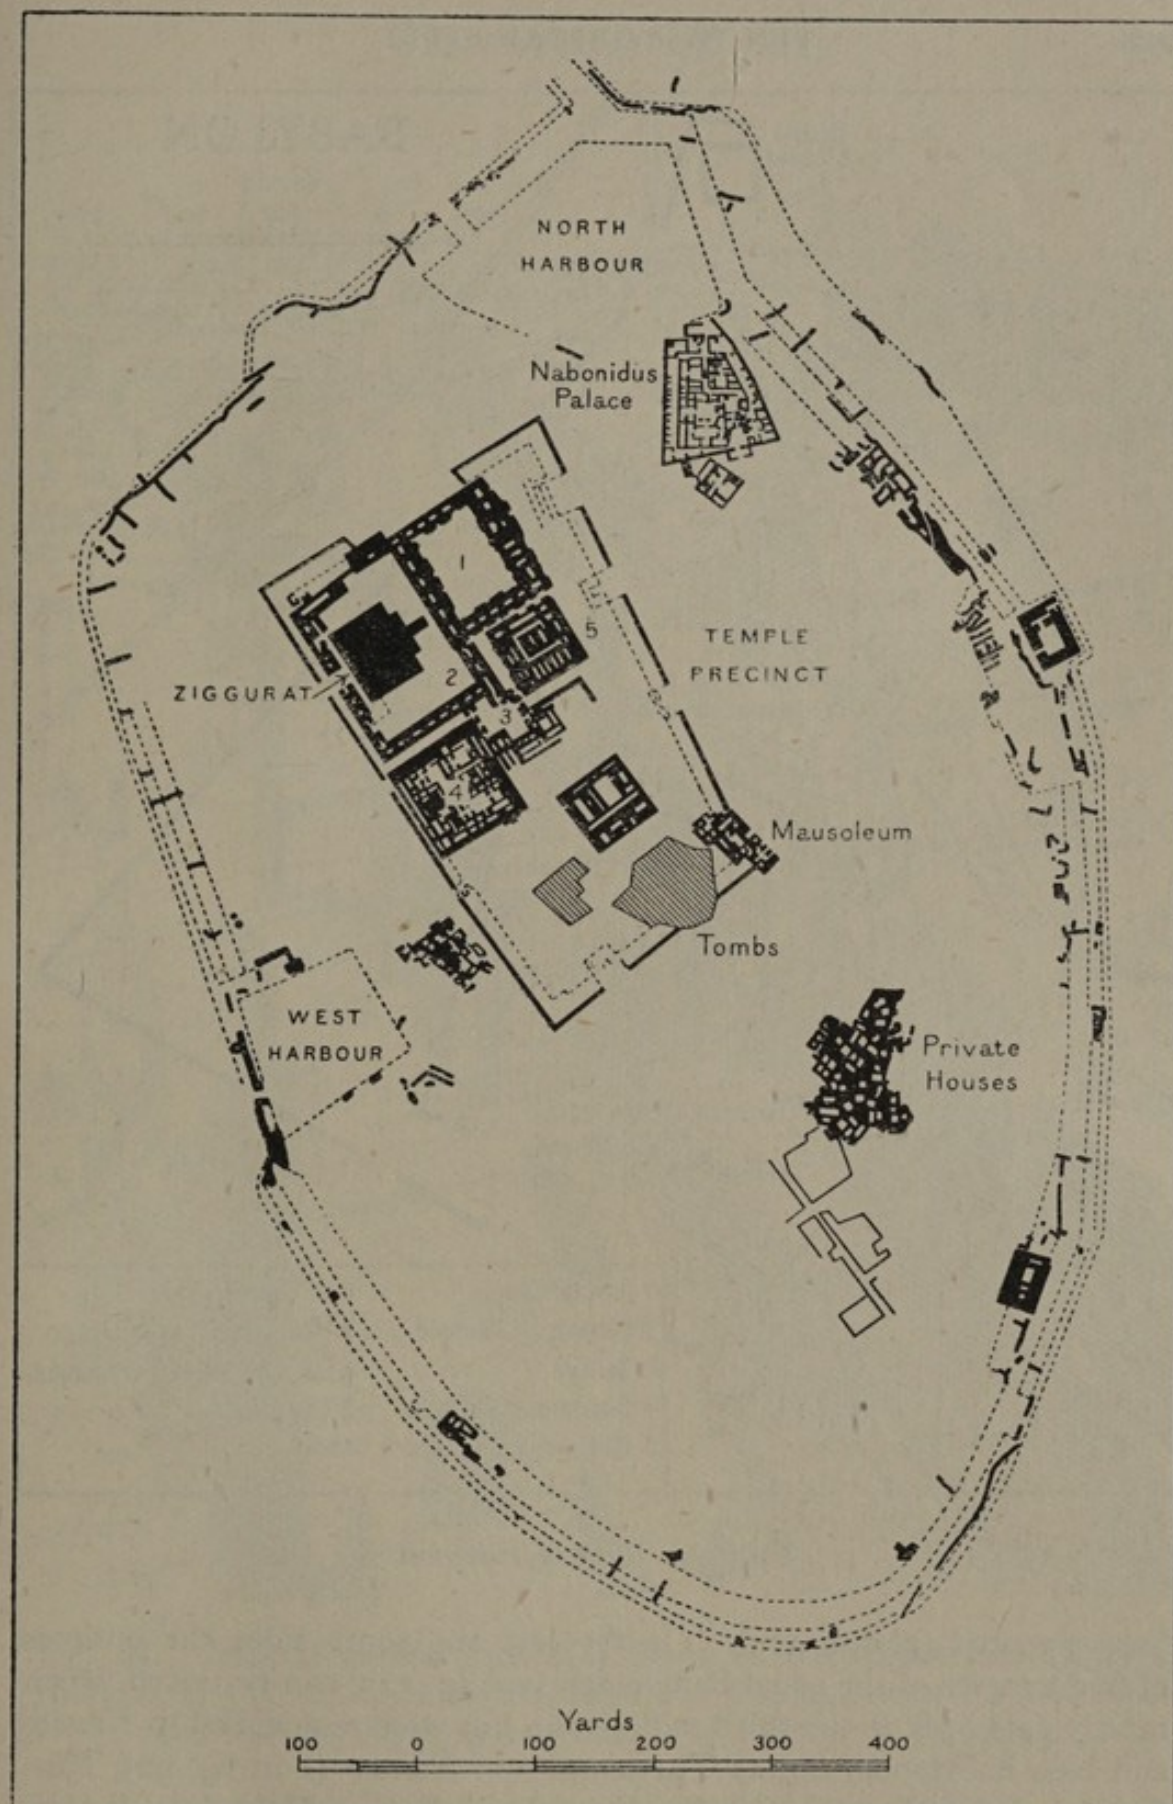 NORTH
HARBOUR
Nabonidus
Palace
1
5
TEMPLE
PRECINCT
2
ZIGGURAT
3
4
Mausoleum
Tombs
WEST
HARBOUR
Private
Houses
Yards
100 0 100 200 300 400